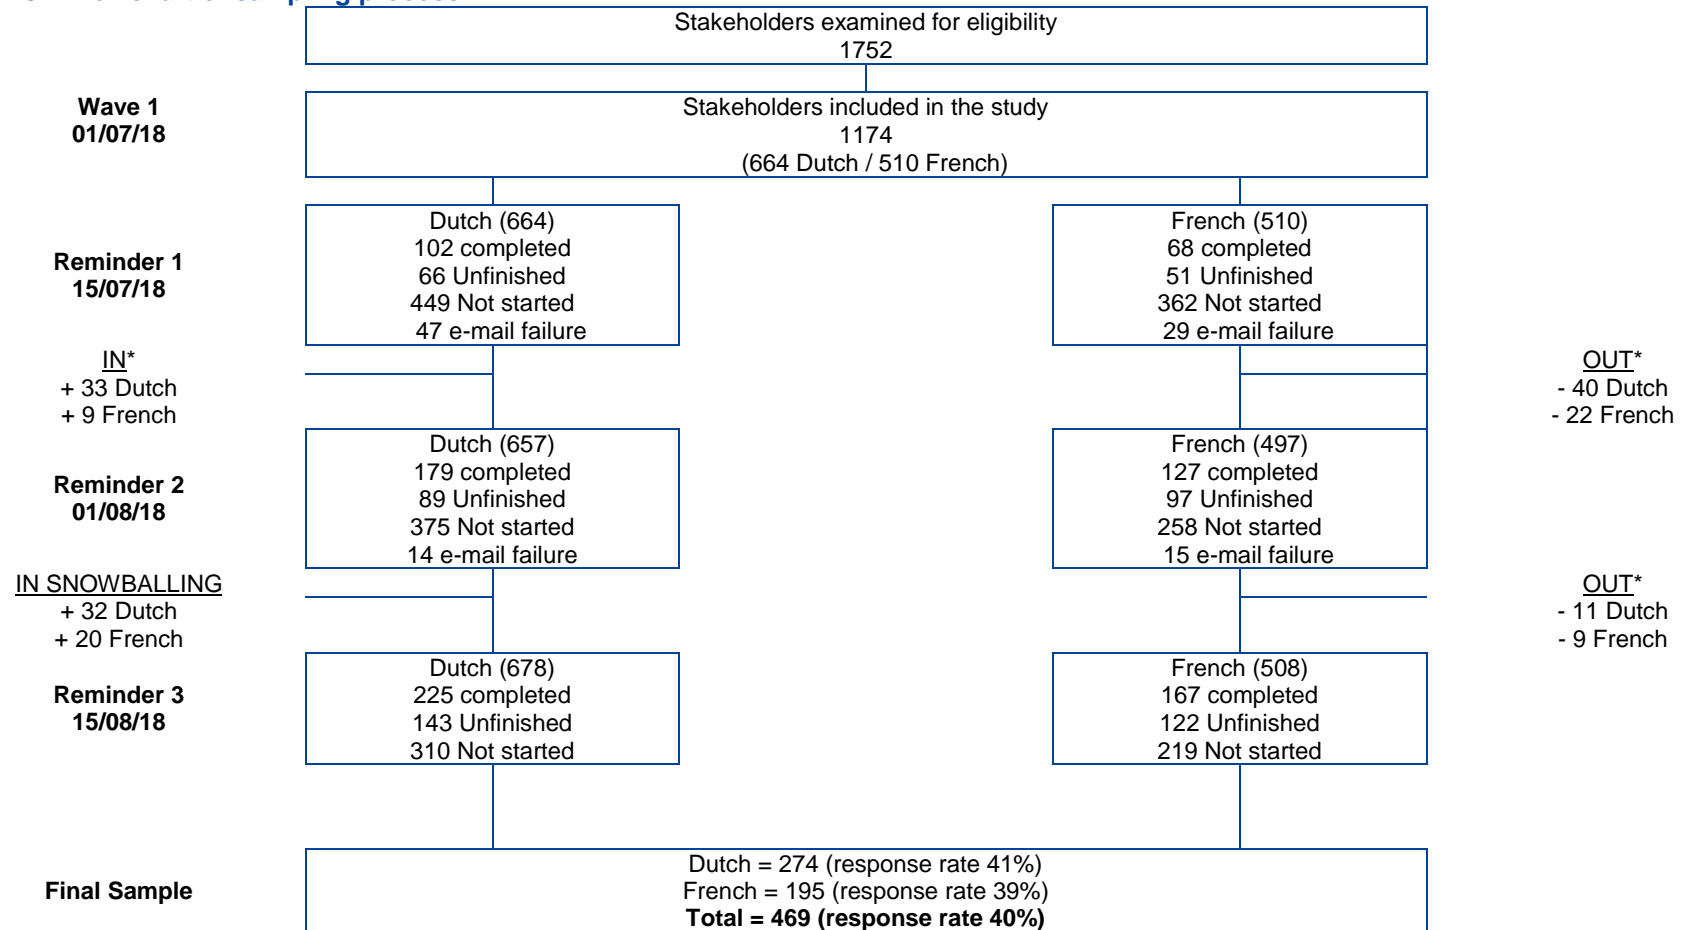 Stakeholders examined for eligibility
1752
Wave 1
01/07/18
Stakeholders included in the study
1174
(664 Dutch / 510 French)
Reminder 1
15/07/18
Dutch (664)
102 completed
66 Unfinished
449 Not started
47 e-mail failure
French (510)
68 completed
51 Unfinished
362 Not started
29 e-mail failure
IN*
+ 33 Dutch
+ 9 French
OUT*
- 40 Dutch
- 22 French
Reminder 2
01/08/18
Dutch (657)
179 completed
89 Unfinished
375 Not started
14 e-mail failure
French (497)
127 completed
97 Unfinished
258 Not started
15 e-mail failure
IN SNOWBALLING
+ 32 Dutch
+ 20 French
OUT*
- 11 Dutch
- 9 French
Reminder 3
15/08/18
Dutch (678)
225 completed
143 Unfinished
310 Not started
French (508)
167 completed
122 Unfinished
219 Not started
Final Sample
Dutch = 274 (response rate 41%)
French = 195 (response rate 39%)
Total = 469 (response rate 40%)